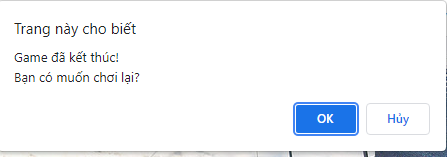 Trang này cho biết
Game đã kết thúc!
Bạn có muốn chơi lại?
OK
Hủy